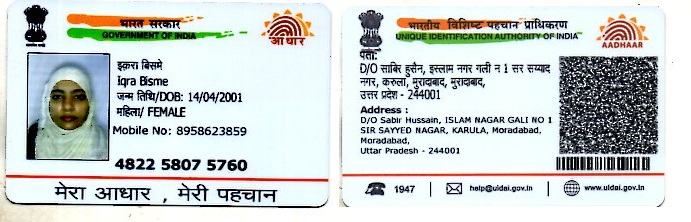 भारत सरकार
GOVERNMENT OF INDIA
आधार
इक़रा बिसमे
Iqra Bisme
जन्म तिथि/DOB: 14/04/2001
महिला/ FEMALE
Mobile No: 8958623859
4822 5807 5760
मेरा आधार , मेरी पहचान
भारतीय विशिष्ट पहचान प्राधिकरण
UNIQUE IDENTIFICATION AUTHORITY OF INDIA
AADHAAR
पता:
D/O साबिर हुसैन, इस्लाम नगर गली न 1 सर सय्याद
नगर, करुला, मुरादाबाद, मुरादाबाद,
उत्तर प्रदेश - 244001
Address :
D/O Sabir Hussain, ISLAM NAGAR GALI NO 1
SIR SAYYED NAGAR, KARULA, Moradabad,
Moradabad,
Uttar Pradesh - 244001
1947
help@uidai.gov.in
www.uidai.gov.in